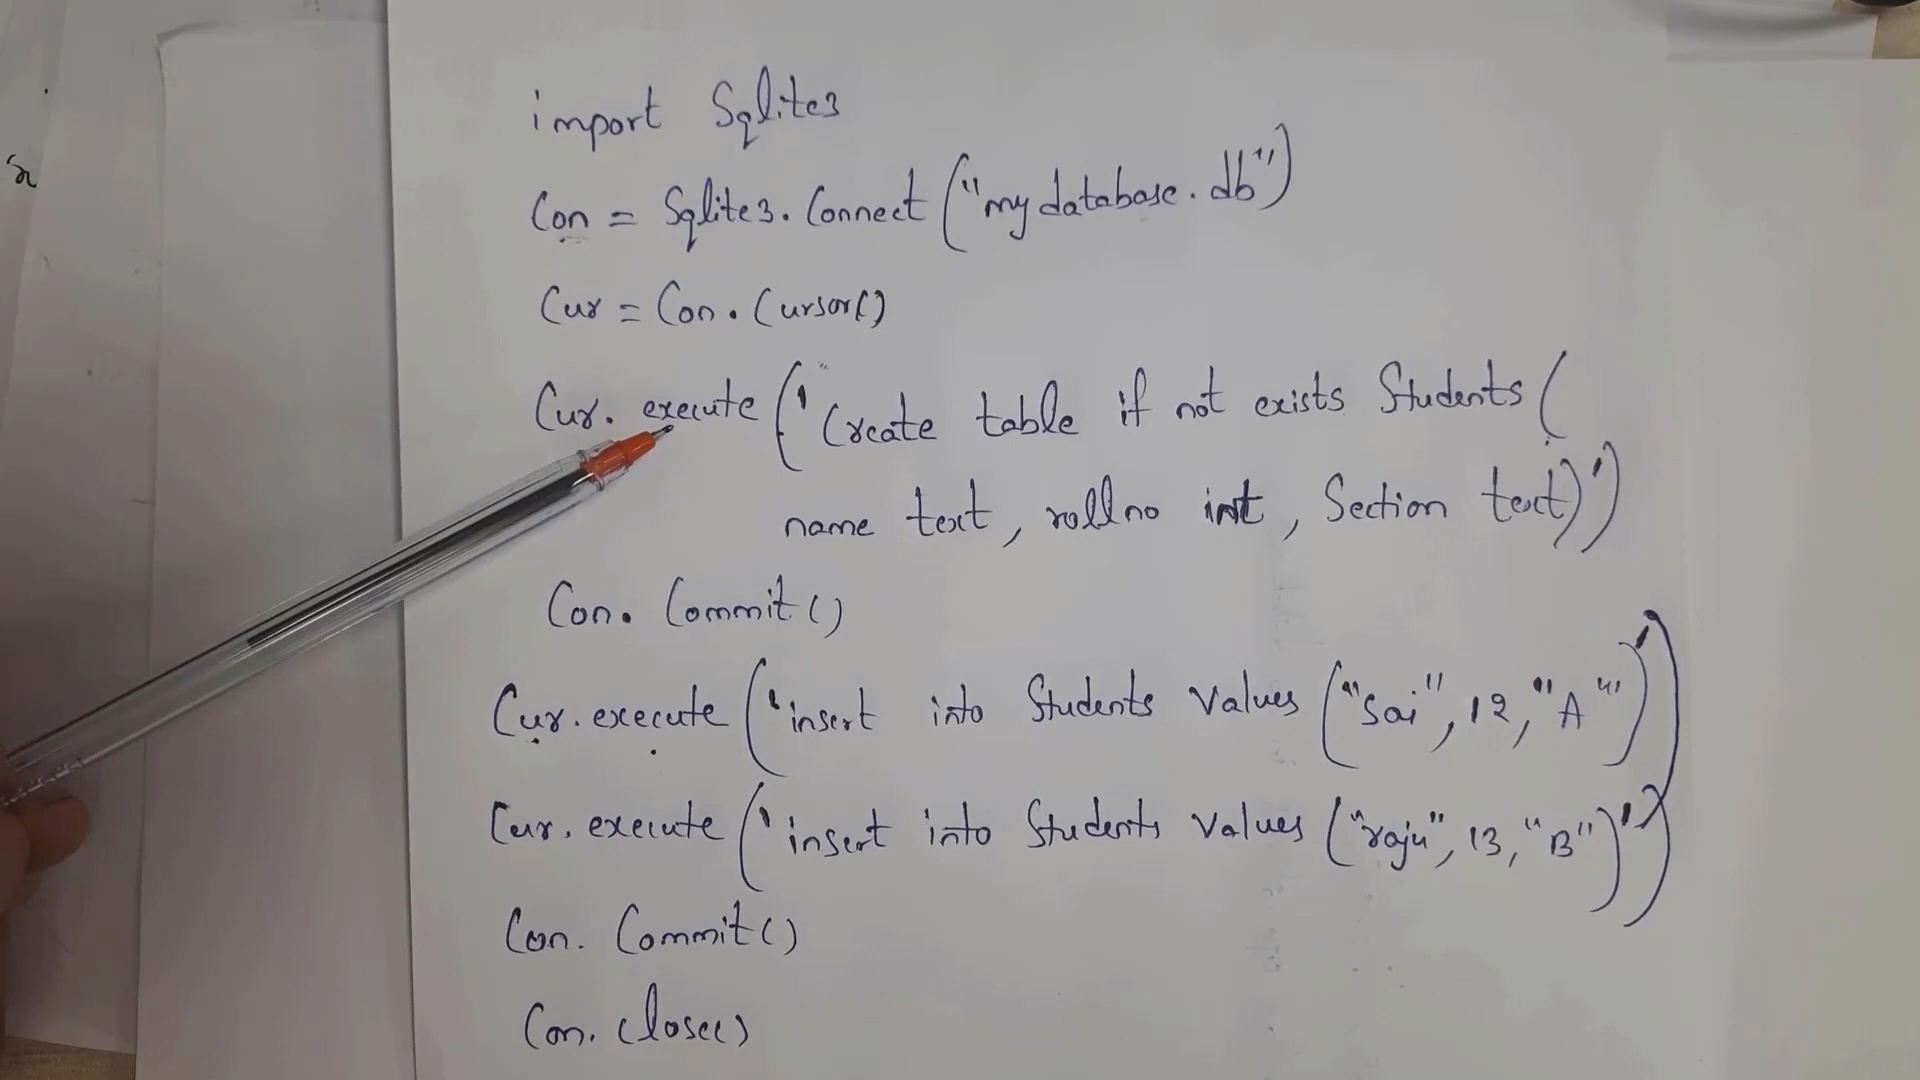 import Sqlite3
Con = Sqlite3.Connect("mydatabase.db")
Cur = Con.Cursor()
Cur.execute('Create table if not exists Students(
name text, rollno int, Section text)')
Con.Commit()
Cur.execute('insert into Students Values ("Sai", 12, "A")')
Cur.execute('insert into Students Values ("raju", 13, "B")')
Con.Commit()
Con.close()